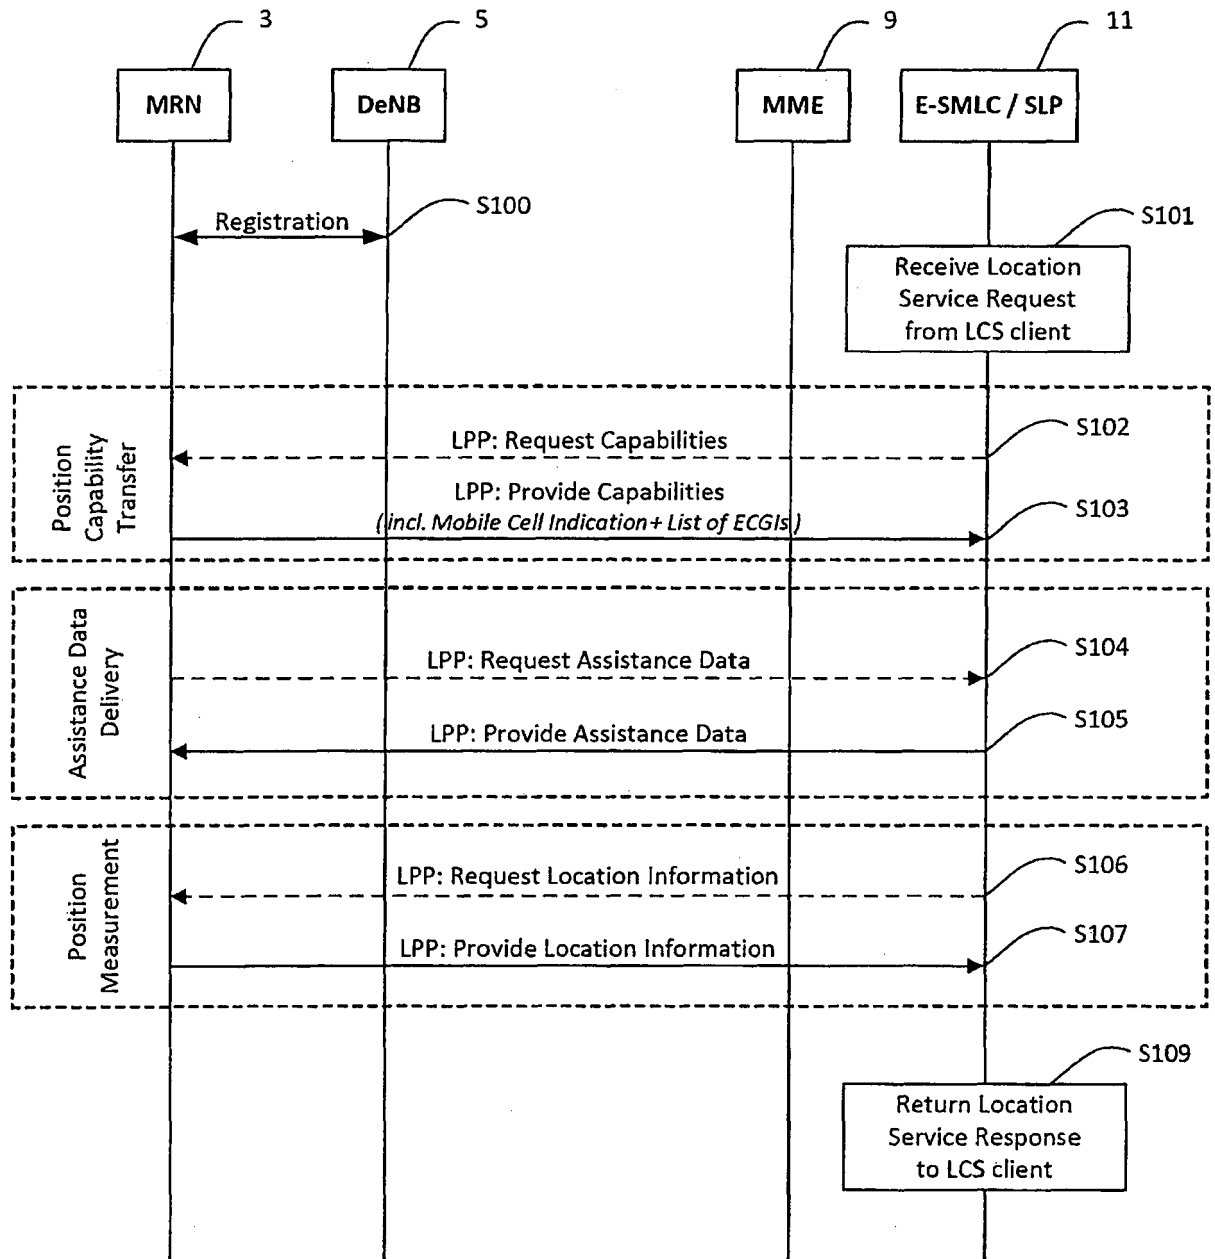 3
5
9
11
MRN
DeNB
MME
E-SMLC / SLP
S100
Registration
S101
Receive Location
Service Request
from LCS client
Position
Capability
Transfer
S102
LPP: Request Capabilities
LPP: Provide Capabilities
(incl. Mobile Cell Indication + List of ECGIs)
S103
Assistance Data
Delivery
S104
LPP: Request Assistance Data
S105
LPP: Provide Assistance Data
Position
Measurement
S106
LPP: Request Location Information
S107
LPP: Provide Location Information
S109
Return Location
Service Response
to LCS client